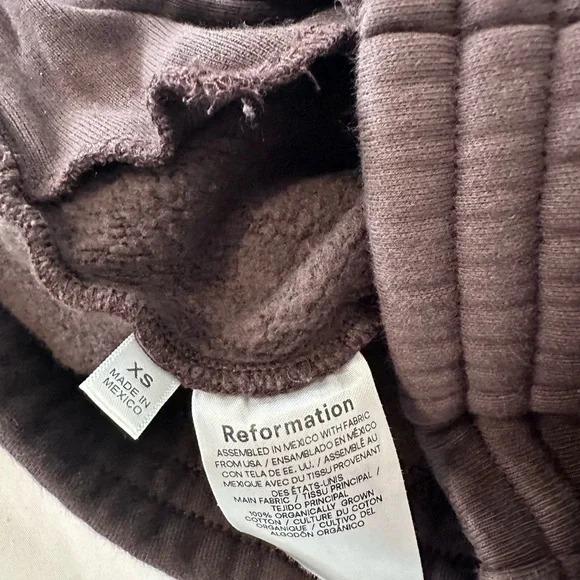 XS
MADE IN
MEXICO
Reformation
ASSEMBLED IN MEXICO WITH FABRIC
FROM USA / ENSAMBLADO EN MÉXICO
CON TELA DE EE. UU. / ASSEMBLÉ AU
MEXIQUE AVEC DU TISSU PROVENANT
DES ÉTATS-UNIS
MAIN FABRIC / TISSU PRINCIPAL /
TEJIDO PRINCIPAL
100% ORGANICALLY GROWN
COTTON / CULTURE DU COTON
ORGANIQUE / CULTIVO DEL
ALGODÓN ORGÁNICO